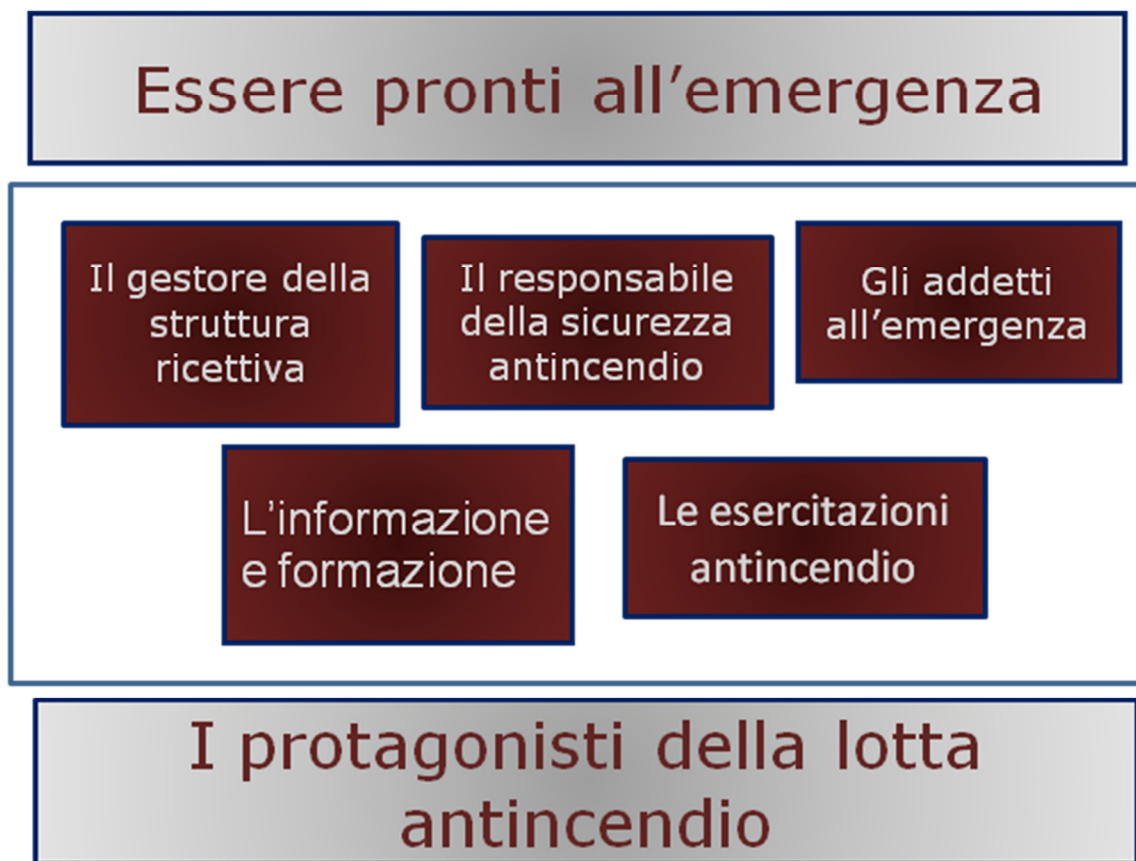 Essere pronti all’emergenza
Il gestore della
struttura
ricettiva
Il responsabile
della sicurezza
antincendio
Gli addetti
all’emergenza
L’informazione
e formazione
Le esercitazioni
antincendio
I protagonisti della lotta
antincendio